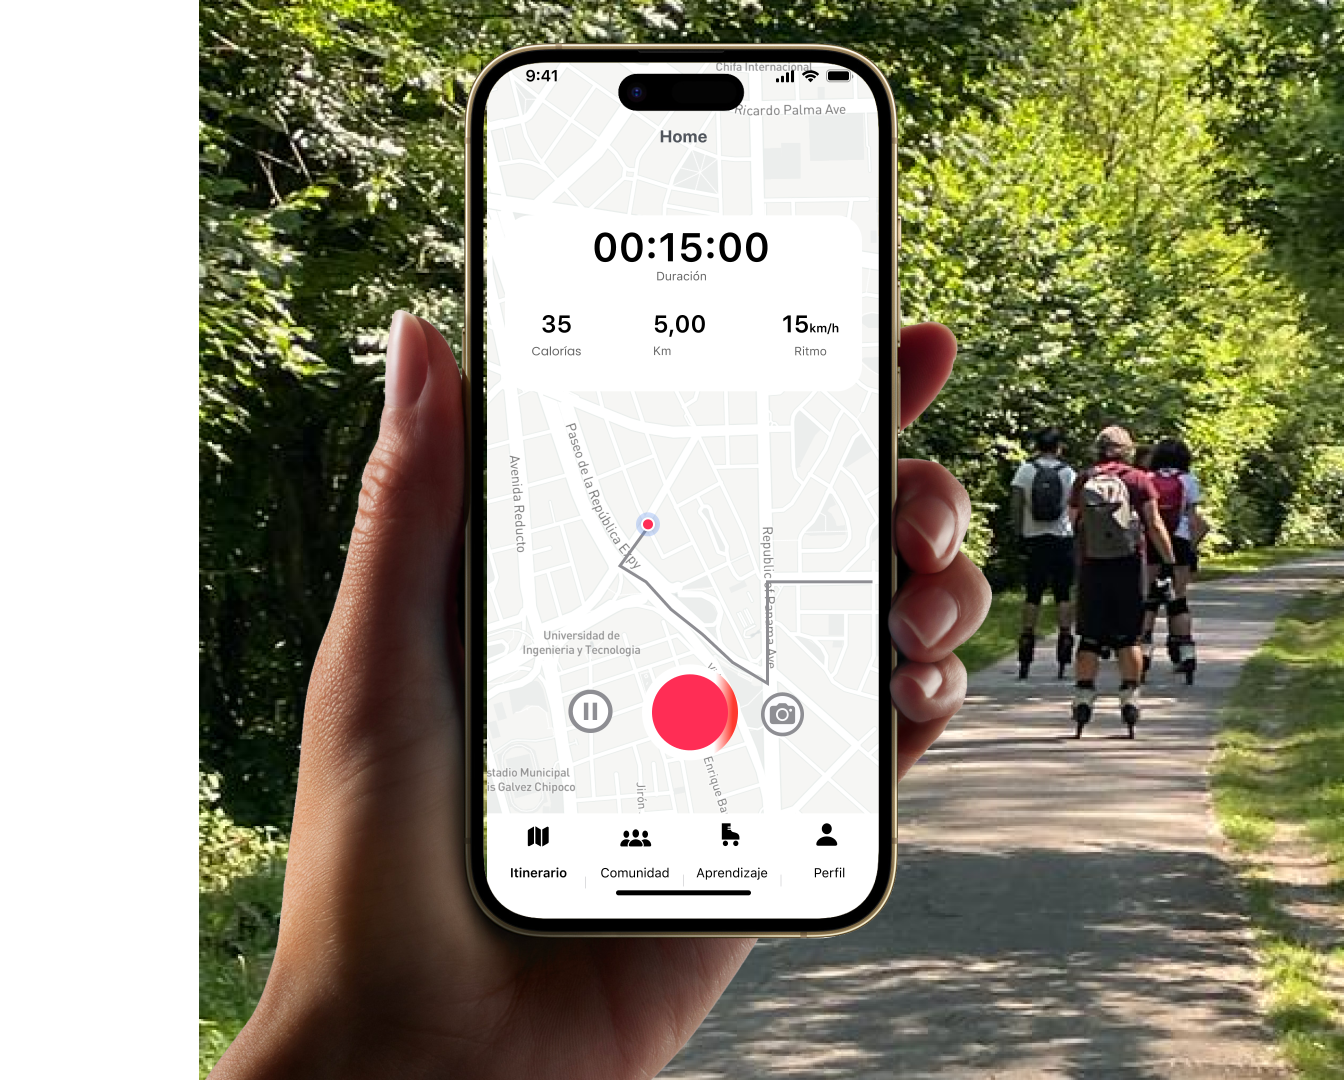 Chifa Internacional
9:41
Ricardo Palma Ave
Home
00:15:00
Duración
35
5,00
15km/h
Calorías
Km
Ritmo
Paseo de la República Expy
Avenida Reducto
Republic of Panama Ave
Universidad de
Ingenieria y Tecnologia
Enrique Ba
stadio Municipal
is Galvez Chipoco
Jirón
Itinerario
Comunidad
Aprendizaje
Perfil